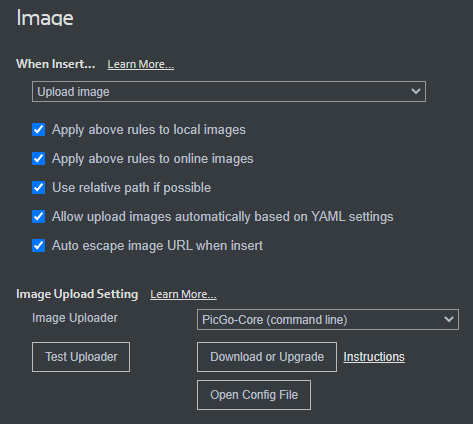 Image
When Insert... Learn More...
Upload image
Apply above rules to local images
Apply above rules to online images
Use relative path if possible
Allow upload images automatically based on YAML settings
Auto escape image URL when insert
Image Upload Setting Learn More...
Image Uploader PicGo-Core (command line)
Test Uploader Download or Upgrade Instructions
Open Config File